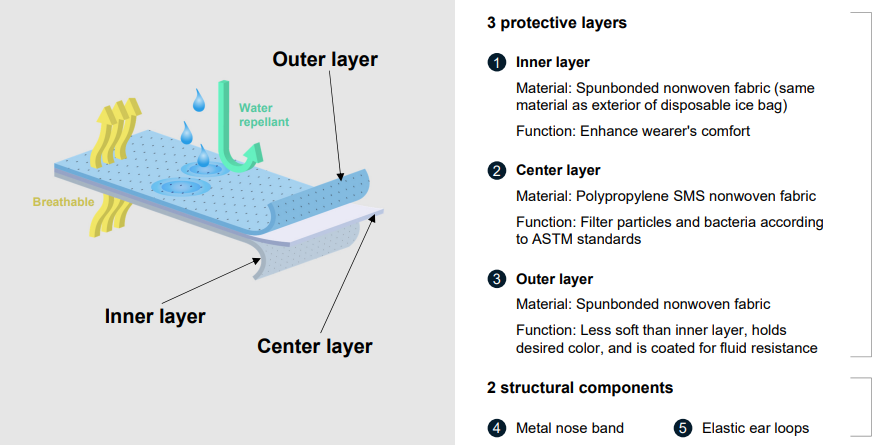 Outer layer
Water
repellant
Breathable
Inner layer
Center layer
3 protective layers
1 Inner layer
Material: Spunbonded nonwoven fabric (same
material as exterior of disposable ice bag)
Function: Enhance wearer's comfort
2 Center layer
Material: Polypropylene SMS nonwoven fabric
Function: Filter particles and bacteria according
to ASTM standards
3 Outer layer
Material: Spunbonded nonwoven fabric
Function: Less soft than inner layer, holds
desired color, and is coated for fluid resistance
2 structural components
4 Metal nose band
5 Elastic ear loops